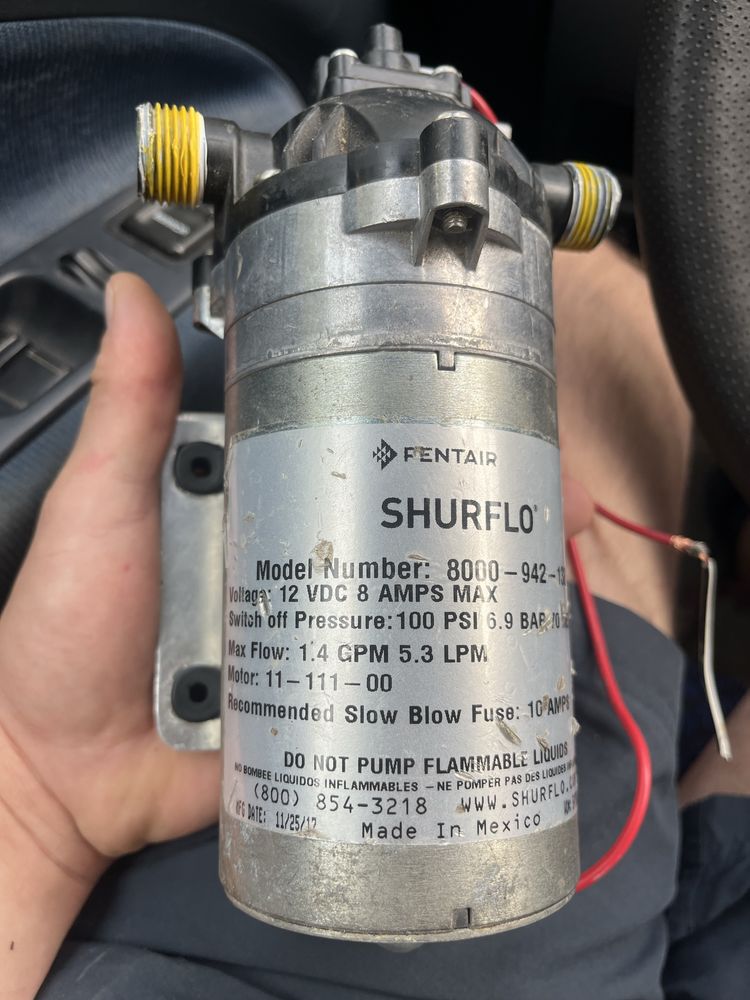 PENTAIR
SHURFLO®
Model Number: 8000-942-13
Voltage: 12 VDC 8 AMPS MAX
Switch off Pressure: 100 PSI 6.9 BAR
Max Flow: 1.4 GPM 5.3 LPM
Motor: 11-111-00
Recommended Slow Blow Fuse: 10 AMPS
DO NOT PUMP FLAMMABLE LIQUIDS
NO BOMBEE LIQUIDOS INFLAMMABLES - NE POMPER PAS DES LIQUIDES
(800) 854-3218 WWW.SHURFLO.
MFG DATE: 11/25/17
Made In Mexico